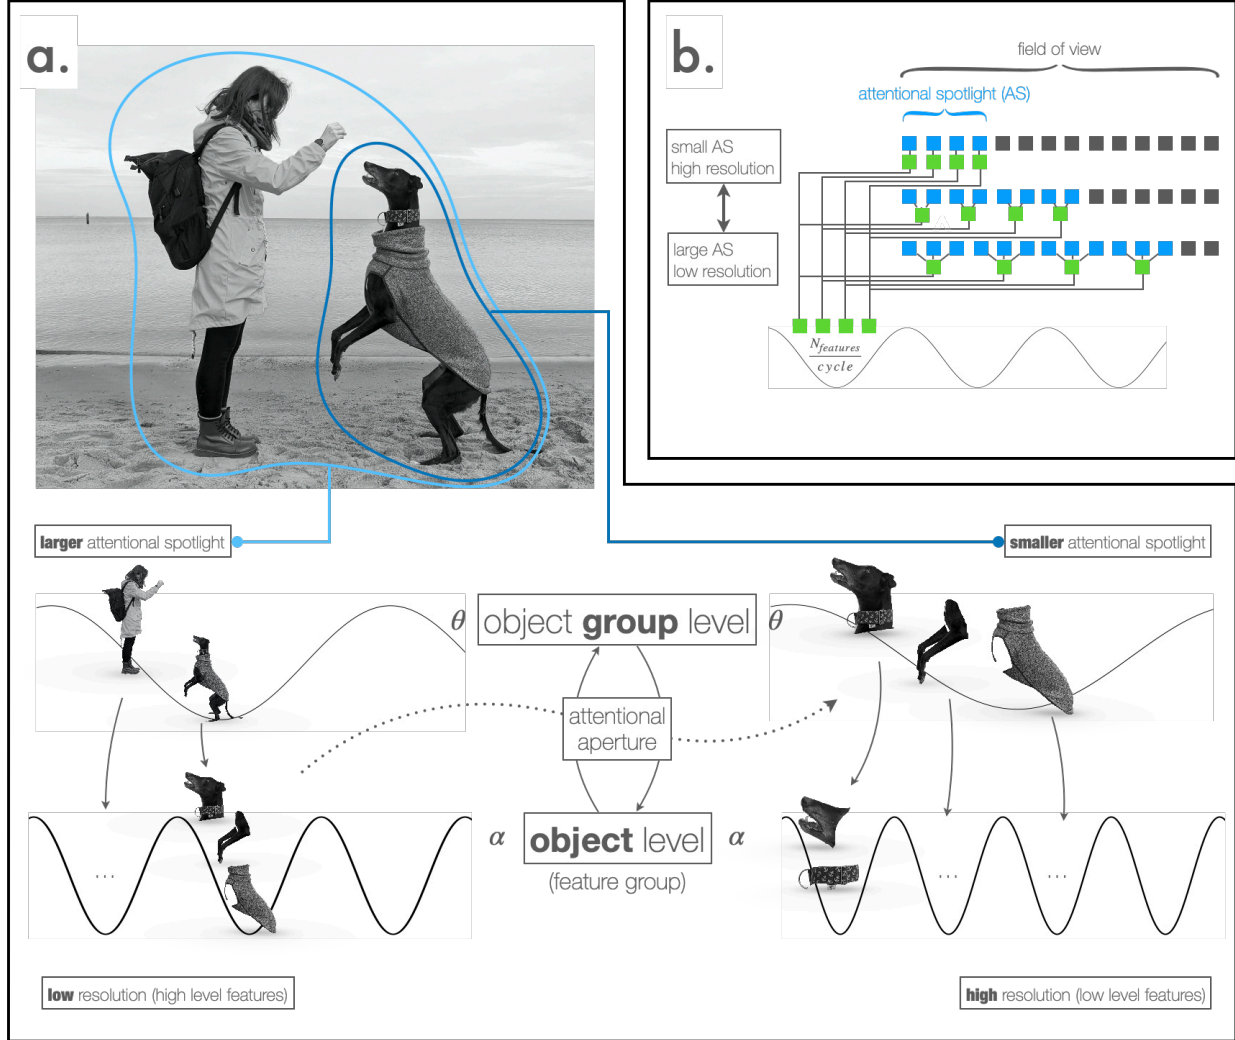 a.
b.
field of view
attentional spotlight (AS)
small AS
high resolution
large AS
low resolution
N_features
cycle
larger attentional spotlight
smaller attentional spotlight
θ
object group level
θ
attentional
aperture
α
object level
α
(feature group)
...
...
...
low resolution (high level features)
high resolution (low level features)